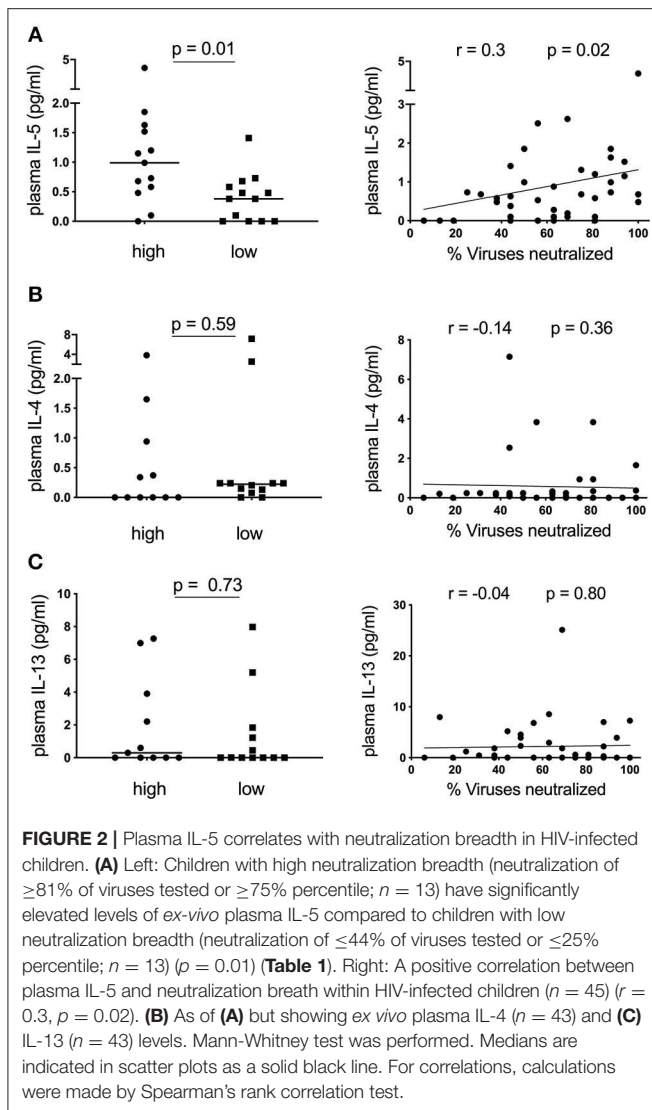 A
p = 0.01
plasma IL-5 (pg/ml)
5
2.0
1.5
1.0
0.5
0.0
high low
r = 0.3 p = 0.02
plasma IL-5 (pg/ml)
5
3
2
1
0
0 20 40 60 80 100
% Viruses neutralized
B
p = 0.59
plasma IL-4 (pg/ml)
8
6
4
2
2.0
1.5
1.0
0.5
0.0
high low
r = -0.14 p = 0.36
plasma IL-4 (pg/ml)
8
6
4
2
0
0 20 40 60 80 100
% Viruses neutralized
C
p = 0.73
plasma IL-13 (pg/ml)
10
8
6
4
2
0
high low
r = -0.04 p = 0.80
plasma IL-13 (pg/ml)
30
20
10
0
0 20 40 60 80 100
% Viruses neutralized
FIGURE 2 | Plasma IL-5 correlates with neutralization breadth in HIV-infected
children. (A) Left: Children with high neutralization breadth (neutralization of
≥81% of viruses tested or ≥75% percentile; n = 13) have significantly
elevated levels of ex-vivo plasma IL-5 compared to children with low
neutralization breadth (neutralization of ≤44% of viruses tested or ≤25%
percentile; n = 13) (p = 0.01) (Table 1). Right: A positive correlation between
plasma IL-5 and neutralization breath within HIV-infected children (n = 45) (r =
0.3, p = 0.02). (B) As of (A) but showing ex vivo plasma IL-4 (n = 43) and (C)
IL-13 (n = 43) levels. Mann-Whitney test was performed. Medians are
indicated in scatter plots as a solid black line. For correlations, calculations
were made by Spearman's rank correlation test.